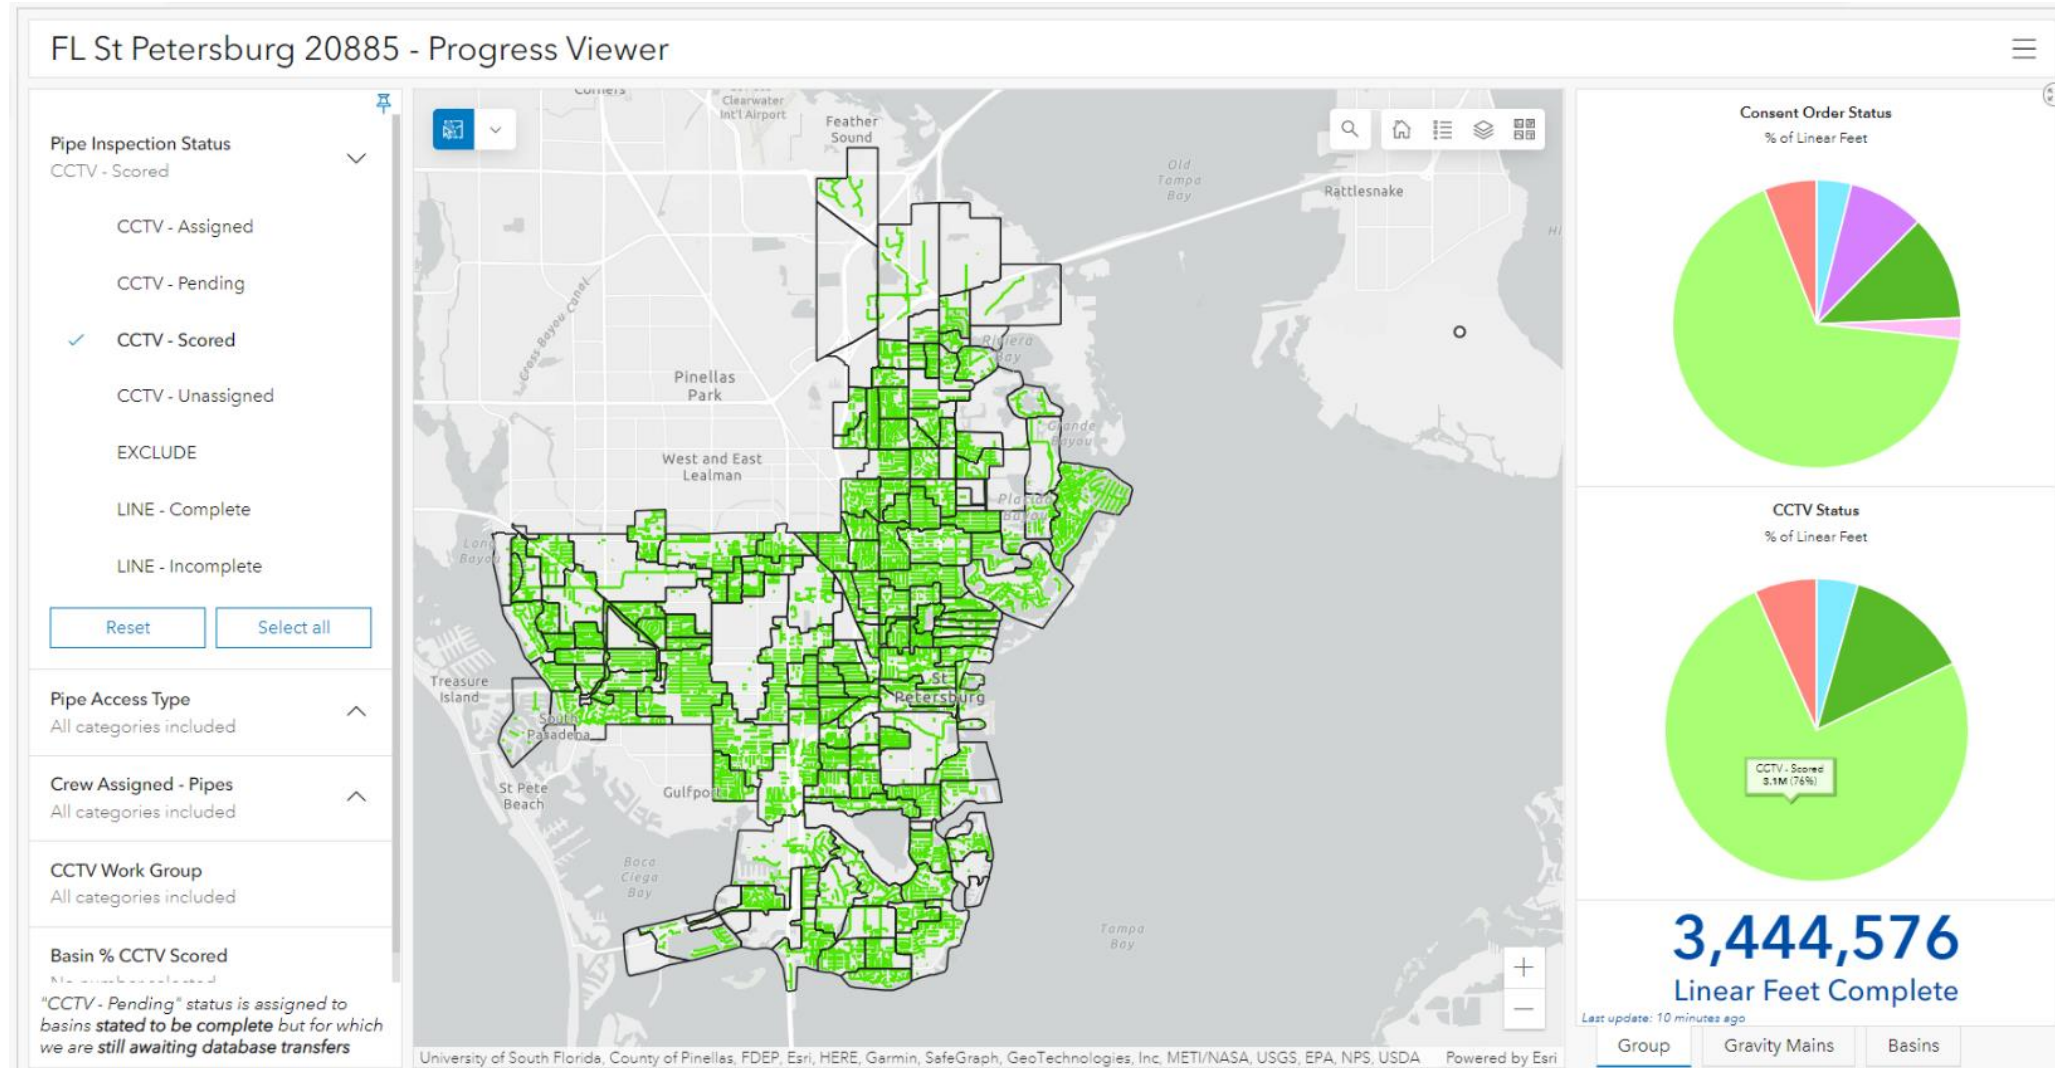 FL St Petersburg 20885 - Progress Viewer
Pipe Inspection Status
CCTV - Scored
CCTV - Assigned
CCTV - Pending
CCTV - Scored
CCTV - Unassigned
EXCLUDE
LINE - Complete
LINE - Incomplete
Reset
Select all
Pipe Access Type
All categories included
Crew Assigned - Pipes
All categories included
CCTV Work Group
All categories included
Basin % CCTV Scored
"CCTV - Pending" status is assigned to
basins stated to be complete but for which
we are still awaiting database transfers
Clearwater
Int'l Airport
Feather
Sound
Old
Tampa
Bay
Rattlesnake
Cross Bayou Canal
Riviera
Bay
Pinellas
Park
Grande
Bayou
West and East
Lealman
Placido
Bayou
Long
Bayou
Treasure
Island
St
Petersburg
South
Pasadena
St Pete
Beach
Gulfport
Boca
Ciega
Bay
Tampa
Bay
University of South Florida, County of Pinellas, FDEP, Esri, HERE, Garmin, SafeGraph, GeoTechnologies, Inc, METI/NASA, USGS, EPA, NPS, USDA
Powered by Esri
Consent Order Status
% of Linear Feet
CCTV Status
% of Linear Feet
CCTV - Scored
3.1M (76%)
3,444,576
Linear Feet Complete
Last update: 10 minutes ago
Group
Gravity Mains
Basins